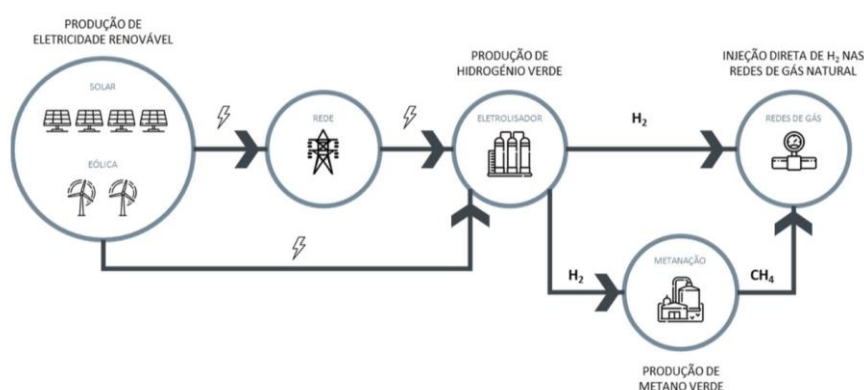 PRODUÇÃO DE
ELETRICIDADE RENOVÁVEL
SOLAR
EÓLICA
REDE
PRODUÇÃO DE
HIDROGÉNIO VERDE
ELETROLISADOR
H₂
INJEÇÃO DIRETA DE H₂ NAS
REDES DE GÁS NATURAL
REDES DE GÁS
H₂
METANAÇÃO
CH₄
PRODUÇÃO DE
METANO VERDE